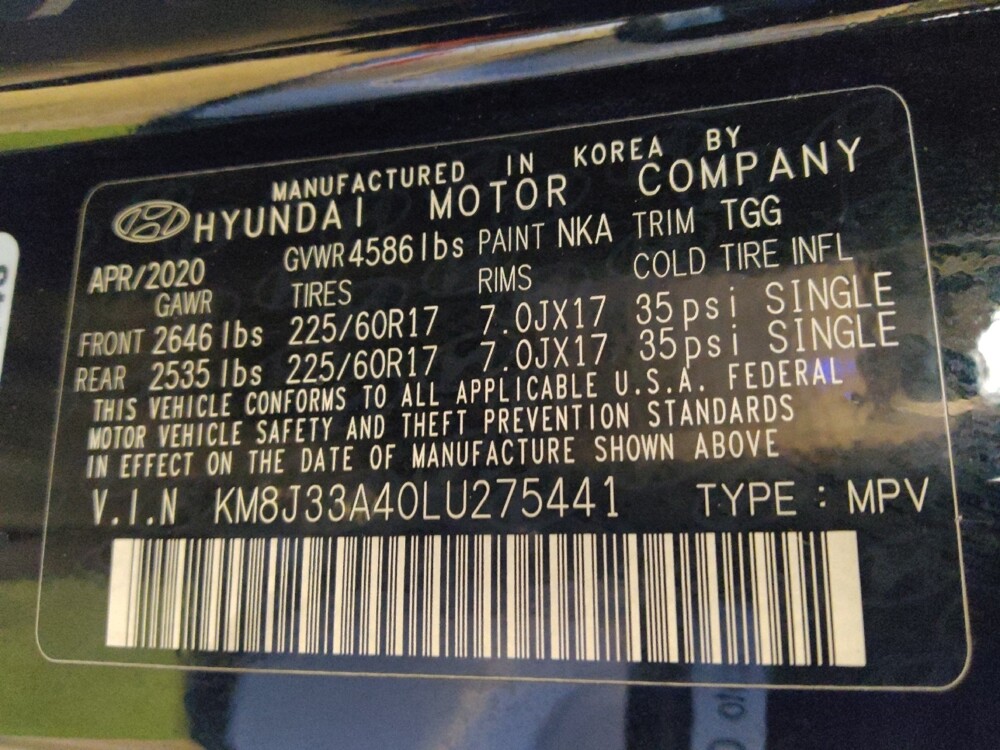 MANUFACTURED IN KOREA BY
HYUNDAI MOTOR COMPANY
APR/2020 GVWR 4586 lbs PAINT NKA TRIM TGG
GAWR TIRES RIMS COLD TIRE INFL
FRONT 2646 lbs 225/60R17 7.0JX17 35psi SINGLE
REAR 2535 lbs 225/60R17 7.0JX17 35psi SINGLE
THIS VEHICLE CONFORMS TO ALL APPLICABLE U.S.A. FEDERAL
MOTOR VEHICLE SAFETY AND THEFT PREVENTION STANDARDS
IN EFFECT ON THE DATE OF MANUFACTURE SHOWN ABOVE
V.I.N KM8J33A40LU275441 TYPE : MPV